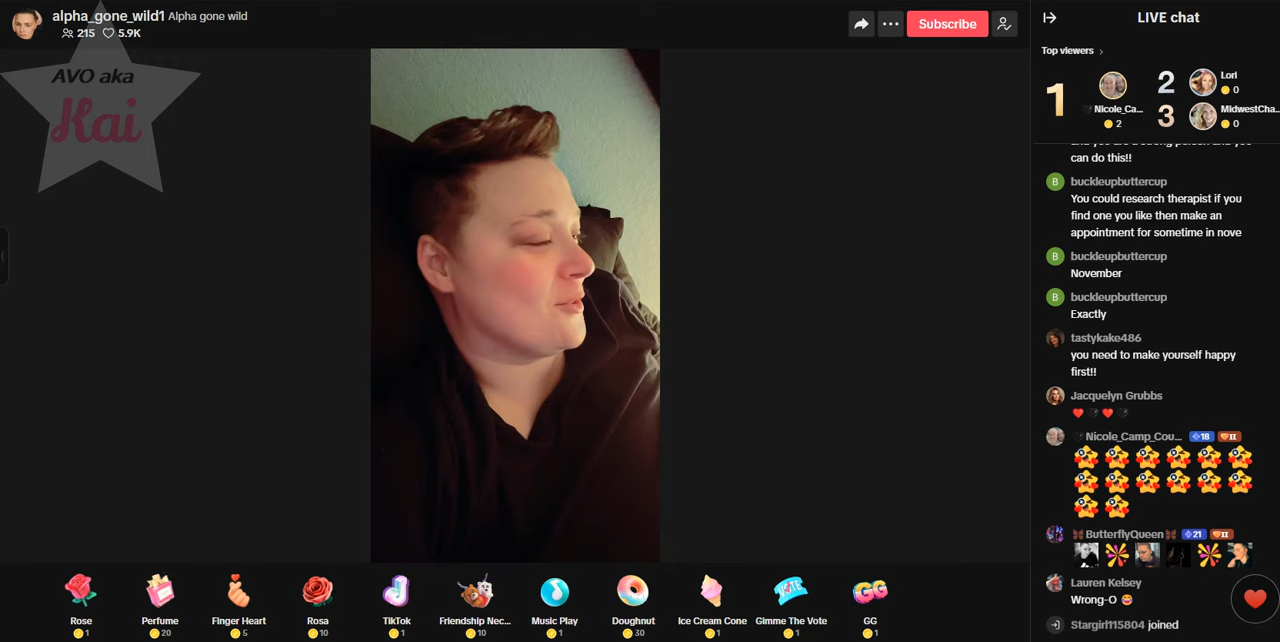 alpha_gone_wild1 Alpha gone wild
215 5.9K
Subscribe
AVO aka
Kai
LIVE chat
Top viewers
1
Nicole_Ca...
2
2
Lori
0
3
MidwestCha...
0
can do this!!
B
buckleupbuttercup
You could research therapist if you
find one you like then make an
appointment for sometime in nove
B
buckleupbuttercup
November
B
buckleupbuttercup
Exactly
tastykake486
you need to make yourself happy
first!!
Jacquelyn Grubbs
Nicole_Camp_Cou... 18 II
ButterflyQueen 21 II
Lauren Kelsey
Wrong-O
Stargirl115804 joined
Rose
1
Perfume
20
Finger Heart
5
Rosa
10
TikTok
1
Friendship Nec...
10
Music Play
1
Doughnut
30
Ice Cream Cone
1
VOTE
Gimme The Vote
1
GG
GG
1